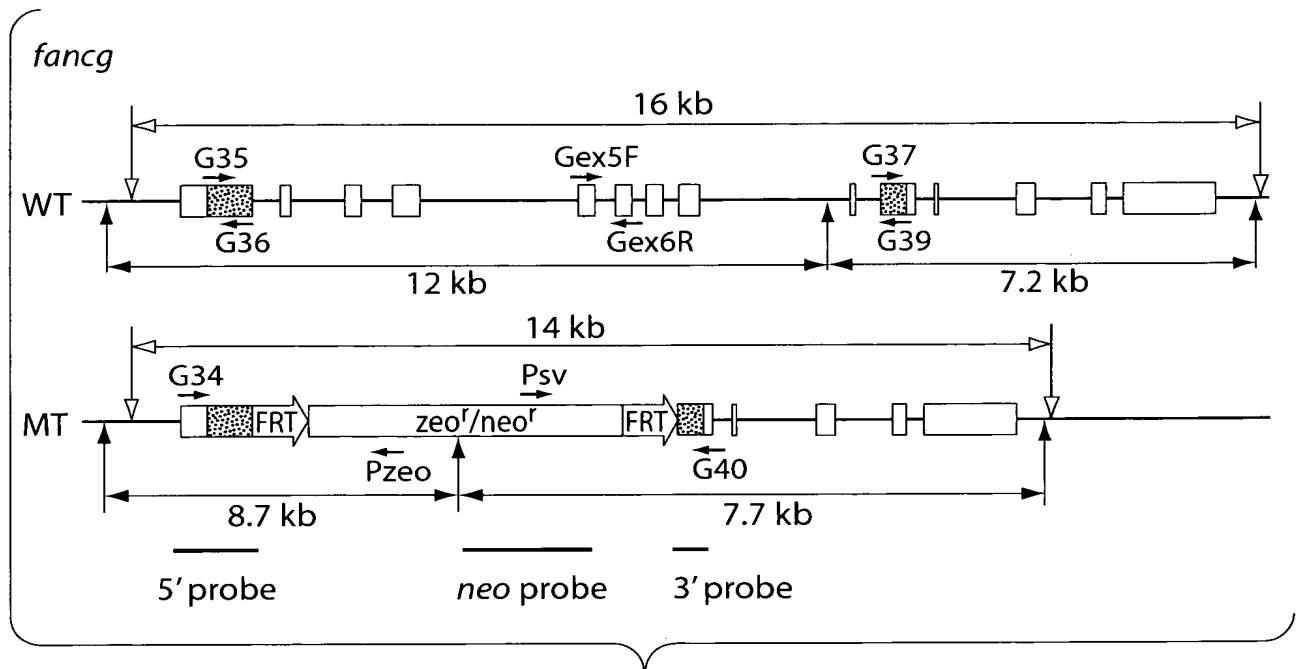 fancg
16 kb
G35 Gex5F G37
WT
G36 Gex6R G39
12 kb 7.2 kb
14 kb
G34 Psv
MT FRT zeoʳ/neoʳ FRT
Pzeo G40
8.7 kb 7.7 kb
5′ probe neo probe 3′ probe